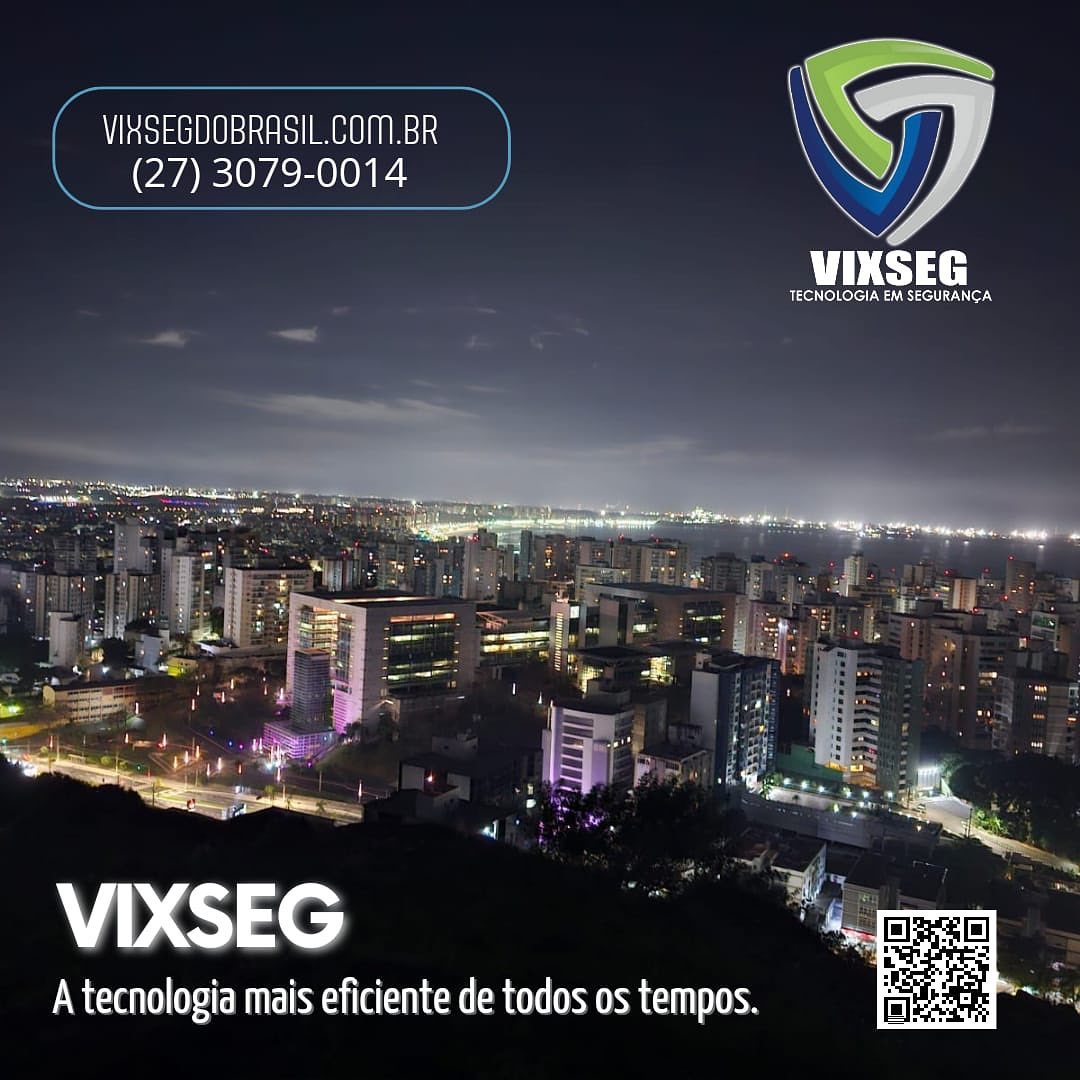 VIXSEGDOBRASIL.COM.BR
(27) 3079-0014
VIXSEG
TECNOLOGIA EM SEGURANÇA
VIXSEG
A tecnologia mais eficiente de todos os tempos.